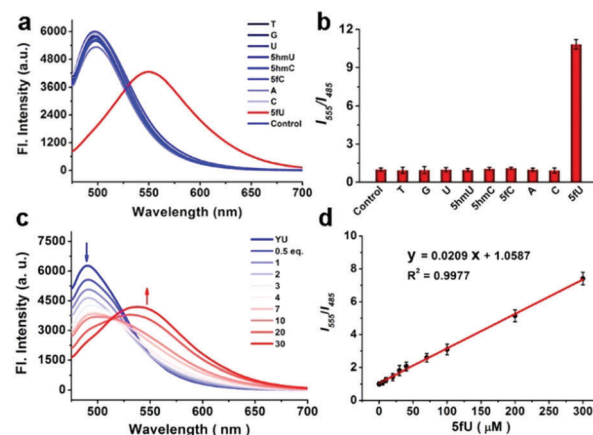 a
Fl. Intensity (a.u.)
6000
4800
3600
2400
1200
0
T
G
U
5hmU
5hmC
5fC
A
C
5fU
Control
500 550 600 650 700
Wavelength (nm)
b
I555/I485
12
9
6
3
0
Control T G U 5hmU 5hmC 5fC A C 5fU
c
Fl. Intensity (a. u.)
7500
6000
4500
3000
1500
0
YU
0.5 eq.
1
2
3
4
7
10
20
30
500 550 600 650 700
Wavelength ( nm )
d
I555/I485
10
8
6
4
2
0
y = 0.0209 x + 1.0587
R² = 0.9977
0 50 100 150 200 250 300
5fU ( μM )